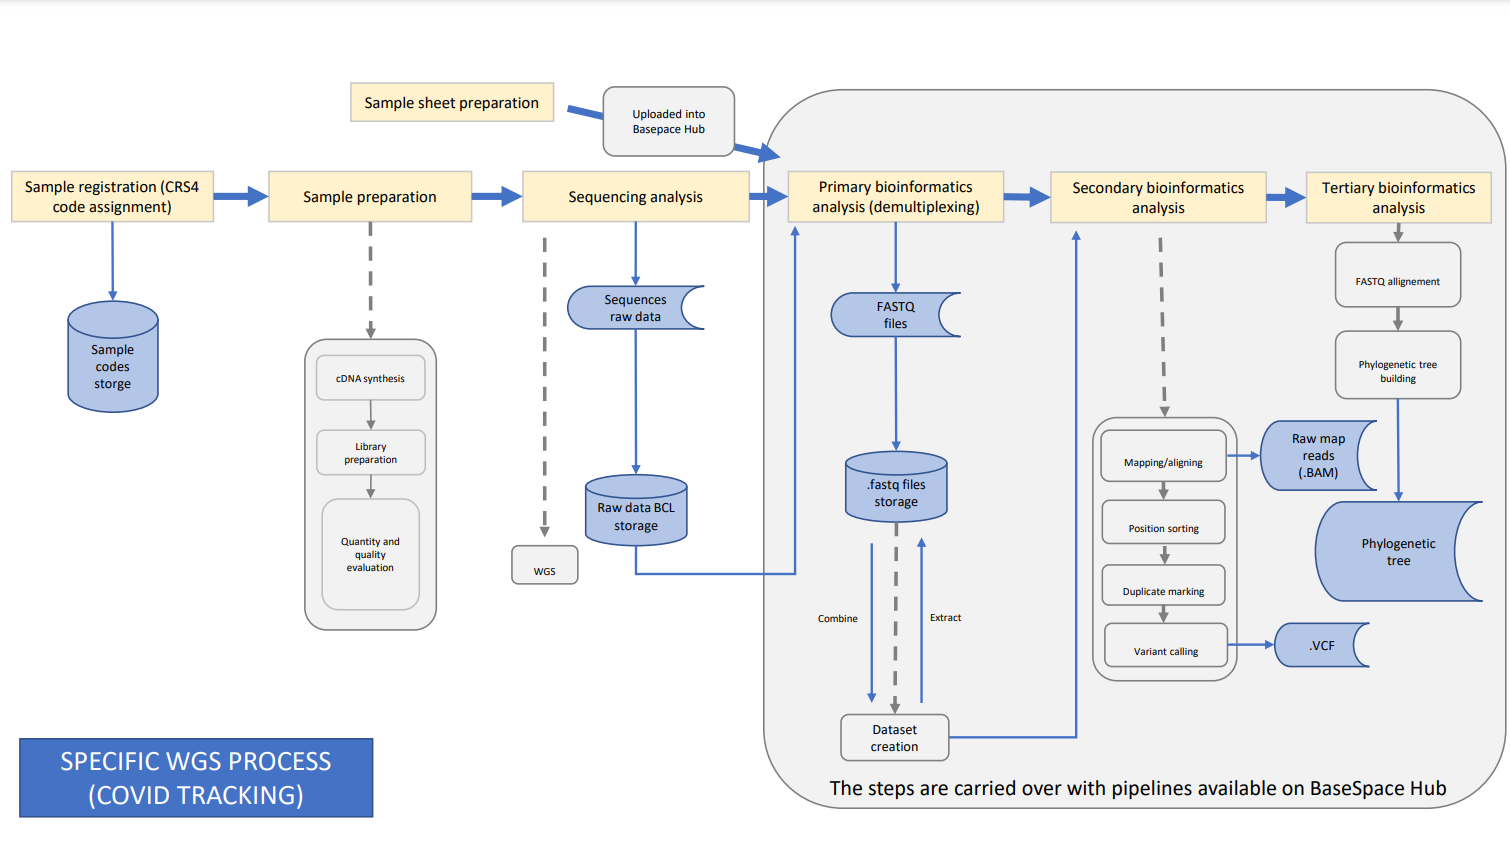 Sample sheet preparation
Uploaded into
Basepace Hub
Sample registration (CRS4
code assignment)
Sample preparation
Sequencing analysis
Primary bioinformatics
analysis (demultiplexing)
Secondary bioinformatics
analysis
Tertiary bioinformatics
analysis
Sample
codes
storge
cDNA synthesis
Library
preparation
Quantity and
quality
evaluation
WGS
Sequences
raw data
Raw data BCL
storage
FASTQ
files
.fastq files
storage
Combine
Extract
Dataset
creation
Mapping/aligning
Position sorting
Duplicate marking
Variant calling
Raw map
reads
(.BAM)
.VCF
FASTQ allignement
Phylogenetic tree
building
Phylogenetic
tree
The steps are carried over with pipelines available on BaseSpace Hub
SPECIFIC WGS PROCESS
(COVID TRACKING)